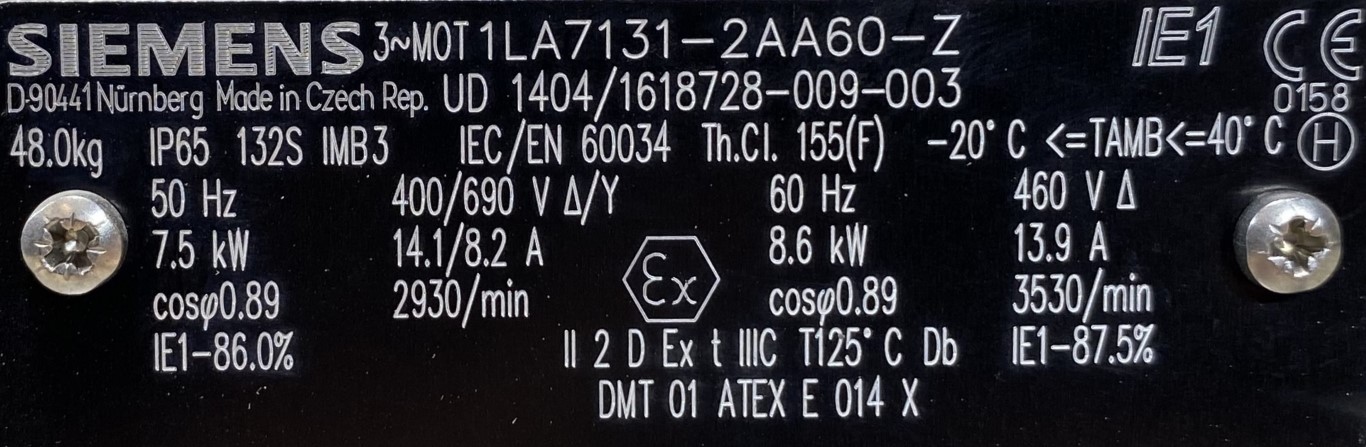 SIEMENS 3~MOT 1LA7131-2AA60-Z IE1 CE
D-90441 Nürnberg Made in Czech Rep. UD 1404/1618728-009-003 0158
48.0kg IP65 132S IMB3 IEC/EN 60034 Th.Cl. 155(F) -20°C <=TAMB<=40°C H
50 Hz 400/690 V Δ/Y 60 Hz 460 V Δ
7.5 kW 14.1/8.2 A 8.6 kW 13.9 A
cosφ0.89 2930/min Ex cosφ0.89 3530/min
IE1-86.0% II 2 D Ex t IIIC T125°C Db IE1-87.5%
DMT 01 ATEX E 014 X